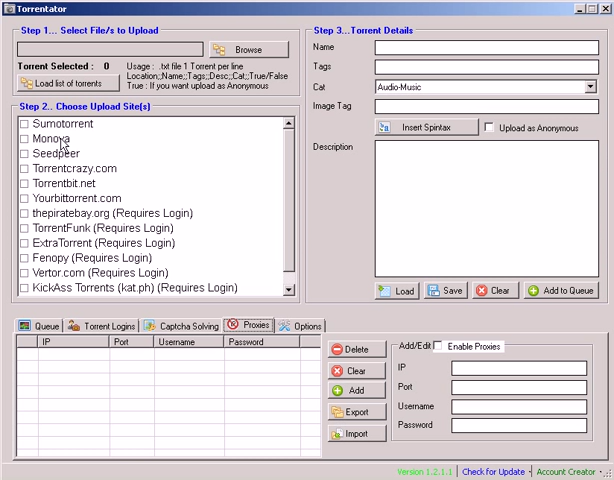 Torrentator
Step 1... Select File/s to Upload
Browse
Torrent Selected : 0
Usage : .txt file 1 Torrent per line
Location;;Name;;Tags;;Desc;;Cat;;True/False
True : If you want upload as Anonymous
Load list of torrents
Step 2.. Choose Upload Site(s)
Sumotorrent
Monova
Seedpeer
Torrentcrazy.com
Torrentbit.net
Yourbittorrent.com
thepiratebay.org (Requires Login)
TorrentFunk (Requires Login)
ExtraTorrent (Requires Login)
Fenopy (Requires Login)
Vertor.com (Requires Login)
KickAss Torrents (kat.ph) (Requires Login)
Step 3...Torrent Details
Name
Tags
Cat
Audio-Music
Image Tag
Insert Spintax
Upload as Anonymous
Description
Load
Save
Clear
Add to Queue
Queue
Torrent Logins
Captcha Solving
Proxies
Options
IP
Port
Username
Password
Delete
Clear
Add
Export
Import
Add/Edit
Enable Proxies
IP
Port
Username
Password
Version 1.2.1.1
Check for Update
Account Creator